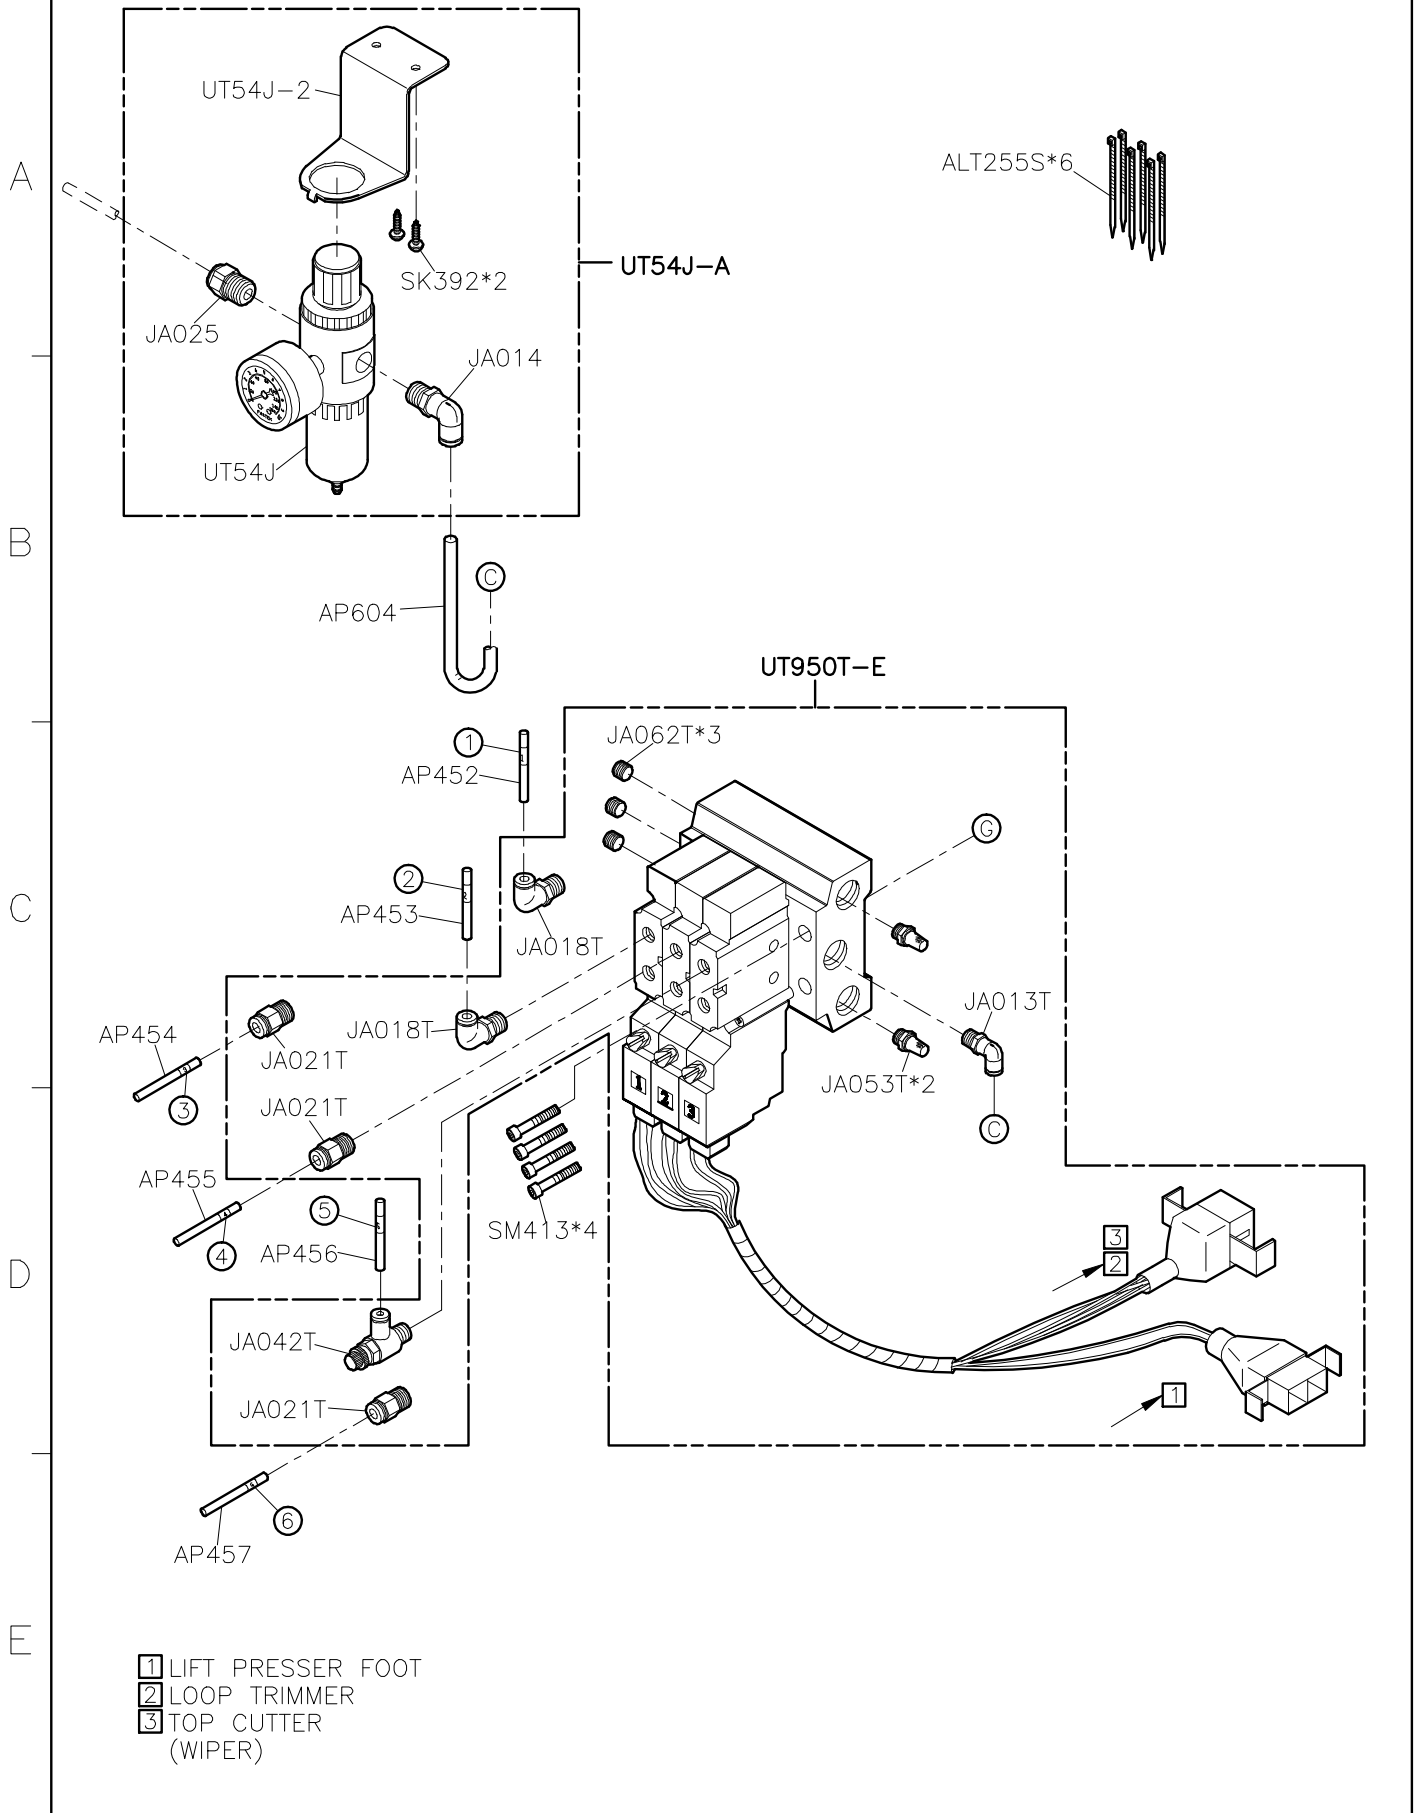 UT54J-2
ALT255S*6
A
SK392*2
UT54J-A
JA025
JA014
UT54J
B
C
AP604
UT950T-E
1
JA062T*3
AP452
G
2
AP453
C
JA018T
JA013T
JA018T
AP454
JA021T
JA053T*2
1
2
3
3
JA021T
C
AP455
5
SM413*4
4
AP456
3
2
D
JA042T
1
JA021T
6
AP457
E
1 LIFT PRESSER FOOT
2 LOOP TRIMMER
3 TOP CUTTER
(WIPER)